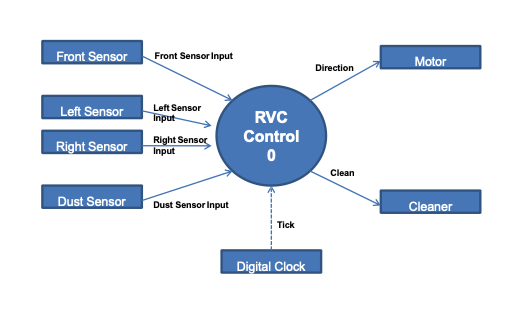 Front Sensor
Front Sensor Input
Left Sensor
Left Sensor
Input
Right Sensor
Right Sensor
Input
Dust Sensor
Dust Sensor Input
RVC
Control
0
Direction
Motor
Clean
Cleaner
Tick
Digital Clock